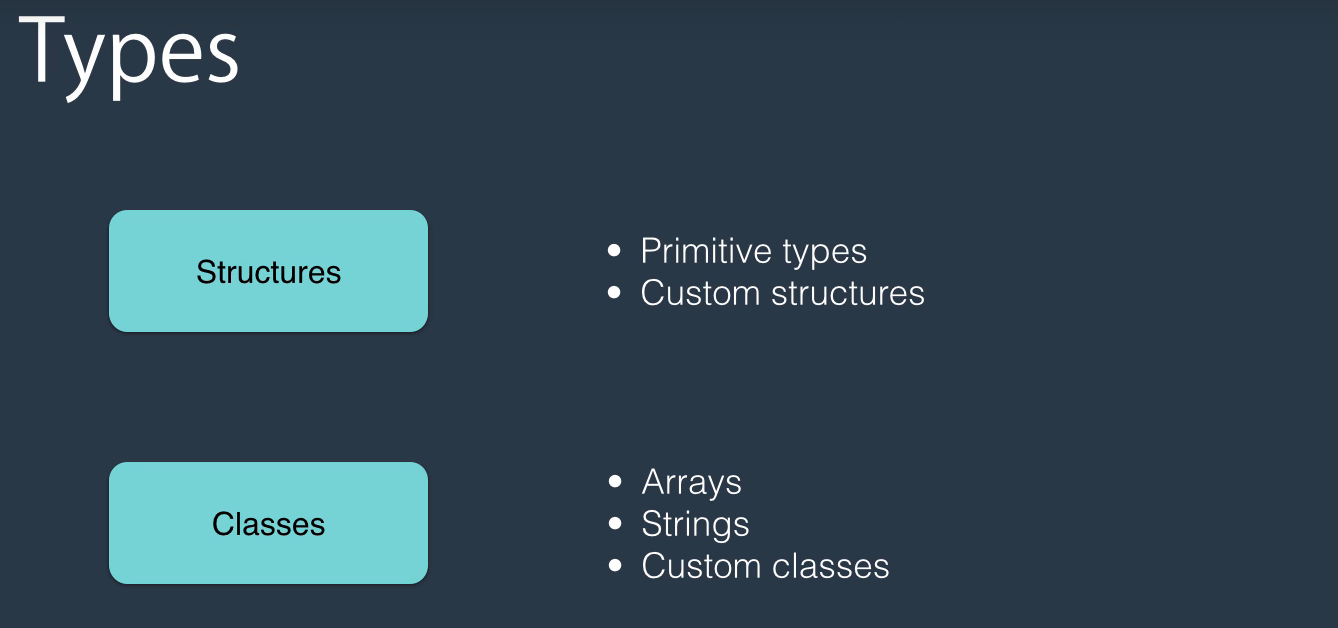 Types
Structures
• Primitive types
• Custom structures
Classes
• Arrays
• Strings
• Custom classes